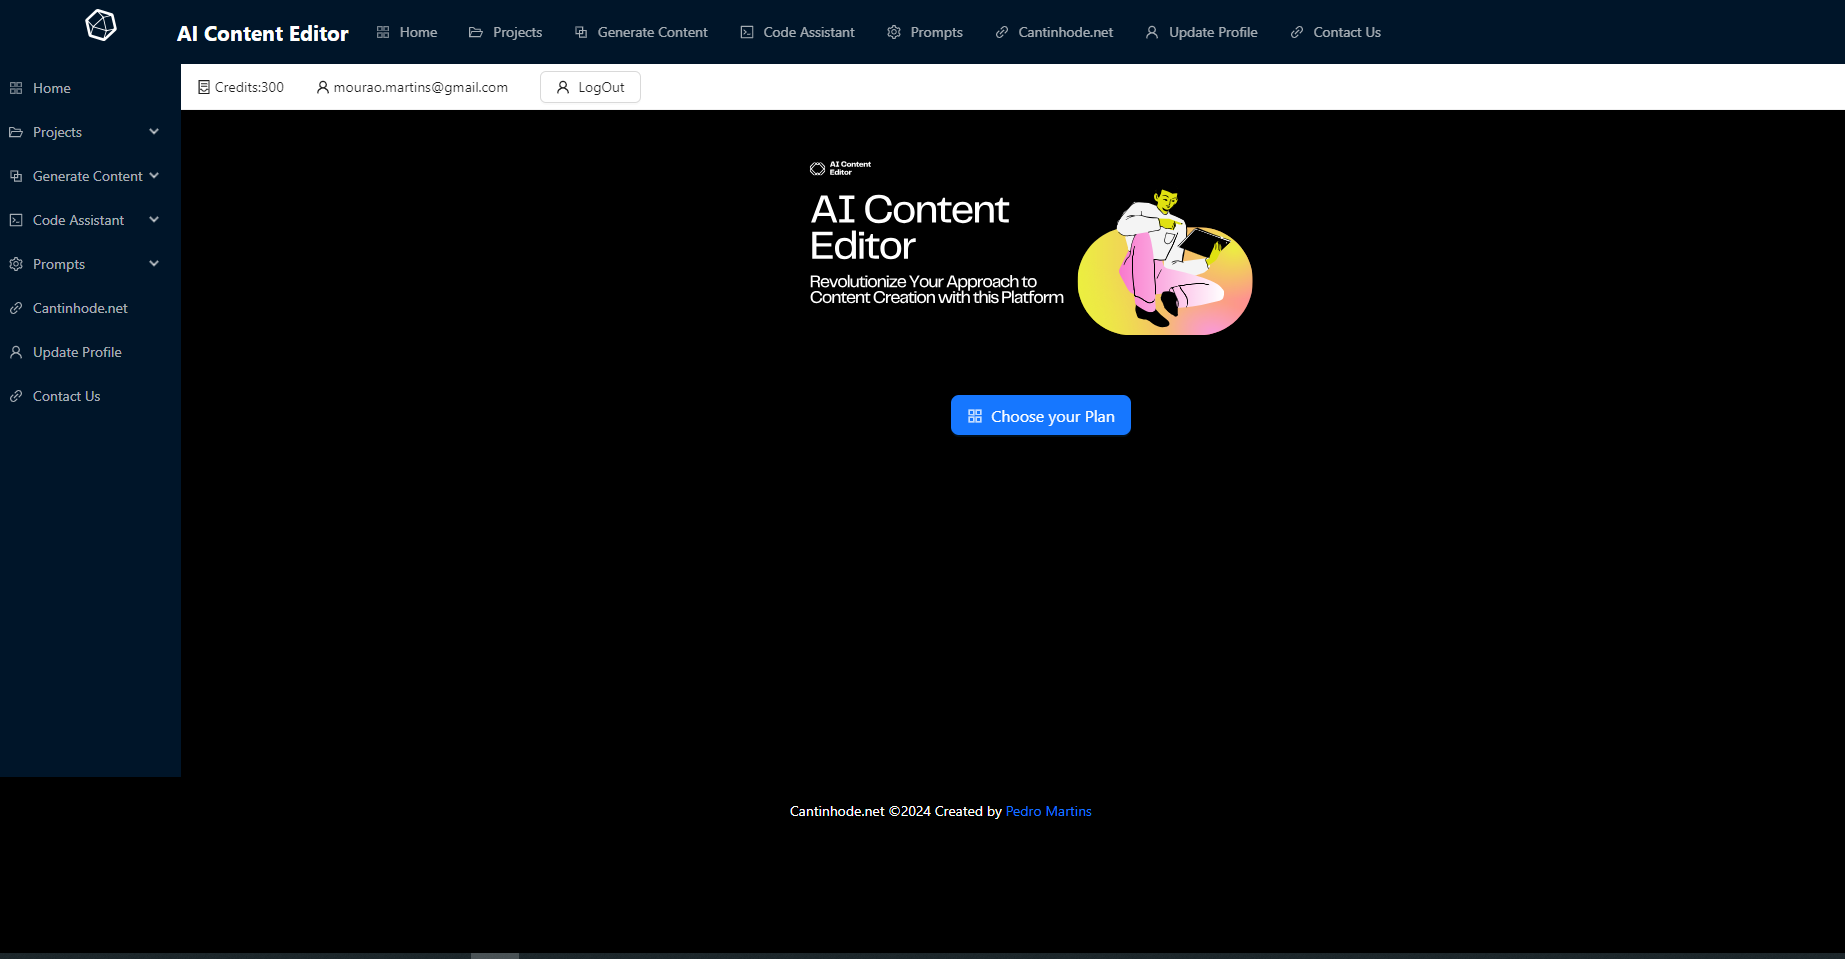 AI Content Editor
Home
Projects
Generate Content
Code Assistant
Prompts
Cantinhode.net
Update Profile
Contact Us
Home
Projects
Generate Content
Code Assistant
Prompts
Cantinhode.net
Update Profile
Contact Us
Credits:300
mourao.martins@gmail.com
LogOut
AI Content
Editor
AI Content
Editor
Revolutionize Your Approach to
Content Creation with this Platform
Choose your Plan
Cantinhode.net ©2024 Created by Pedro Martins